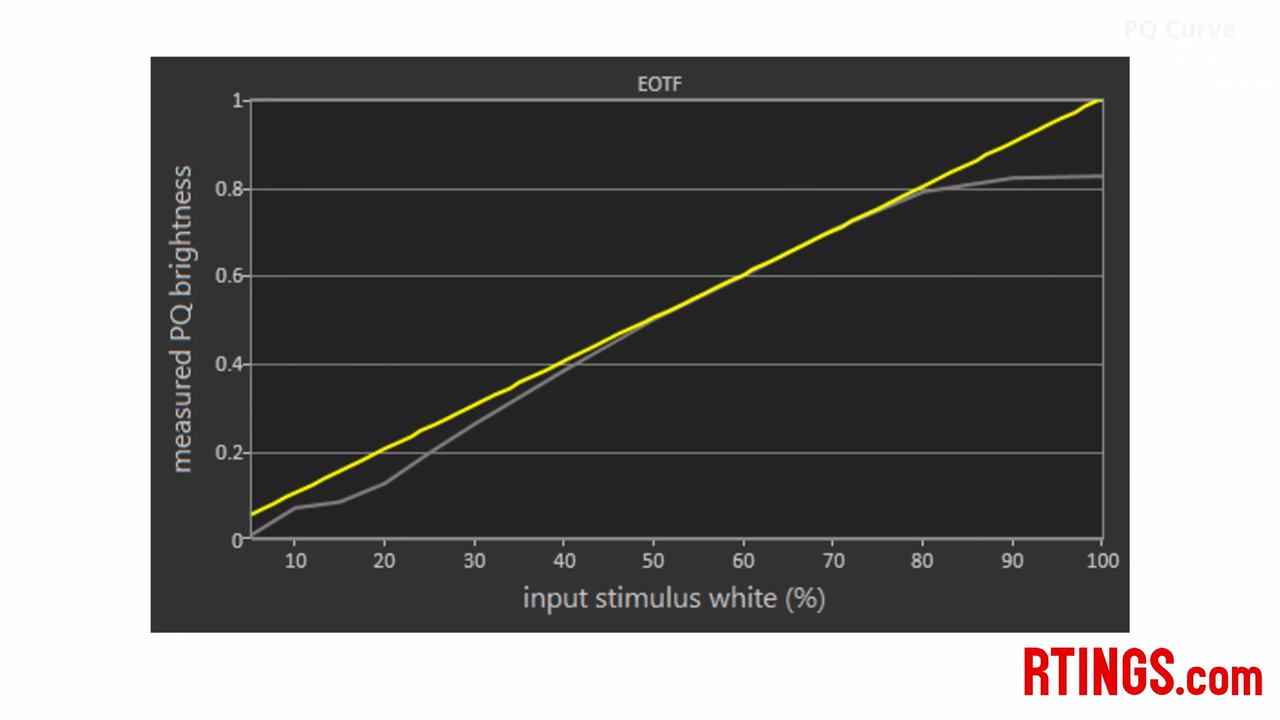 PQ Curve
EOTF
1
0.8
0.6
0.4
0.2
0
measured PQ brightness
10 20 30 40 50 60 70 80 90 100
input stimulus white (%)
RTINGS.com